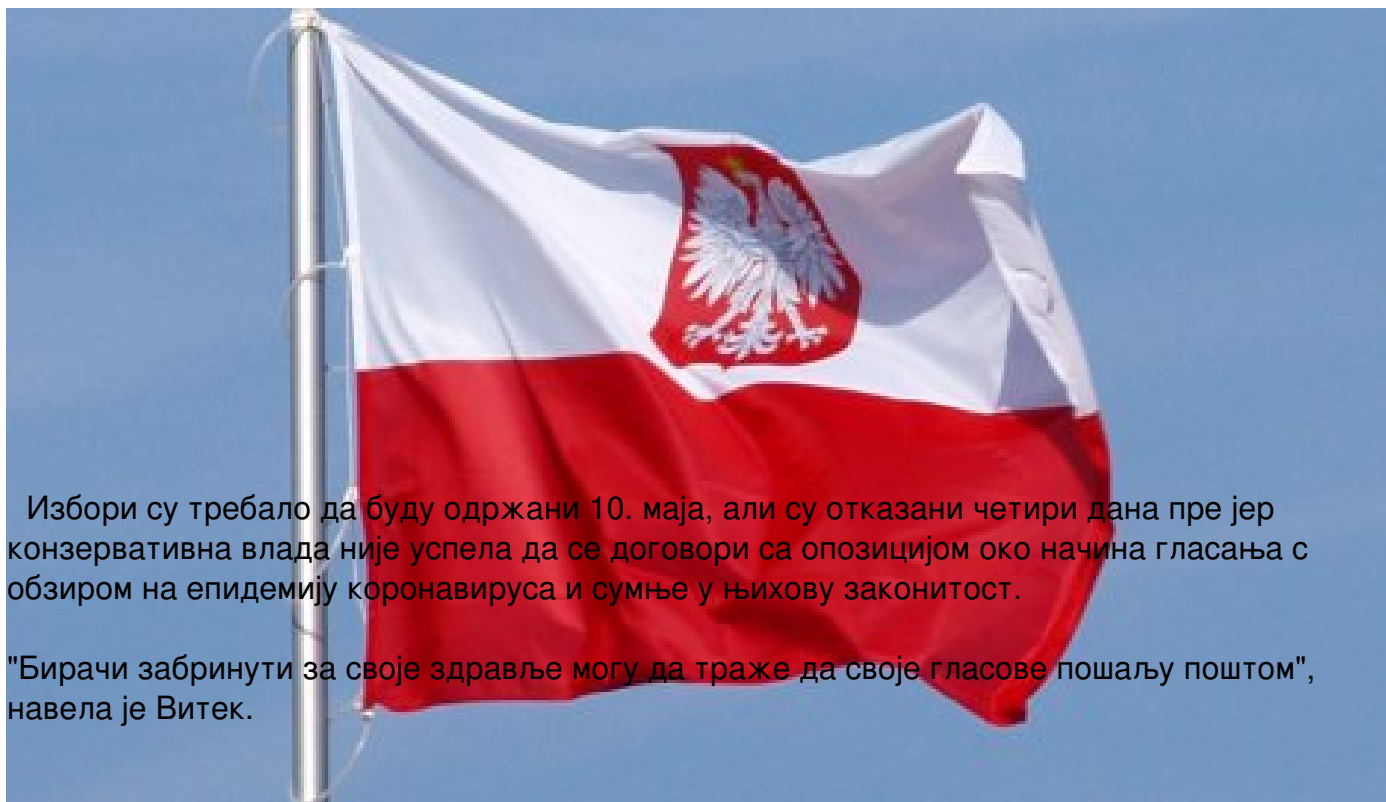 Избори су требало да буду одржани 10. маја, али су отказани четири дана пре јер
конзервативна влада није успела да се договори са опозицијом око начина гласања с
обзиром на епидемију коронавируса и сумње у њихову законитост.
"Бирачи забринути за своје здравље могу да траже да своје гласове пошаљу поштом",
навела је Витек.